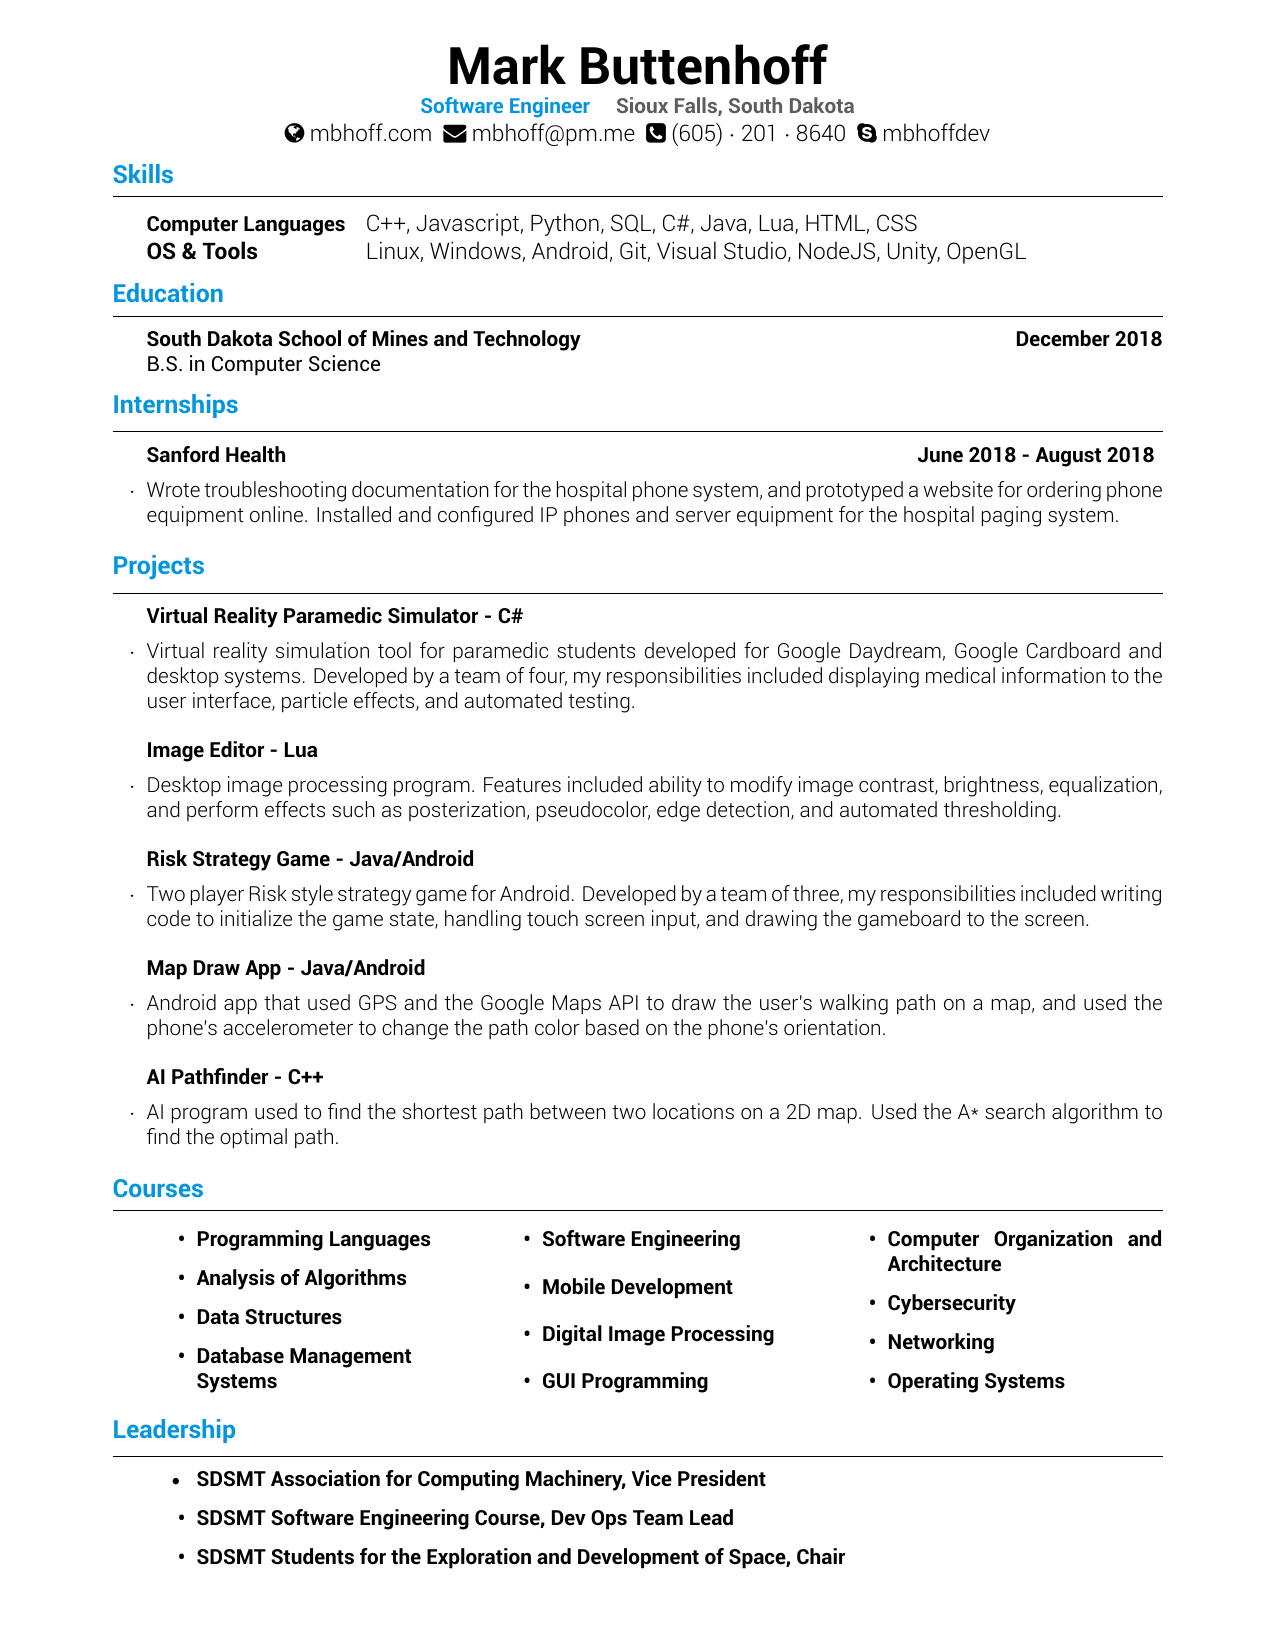 Mark Buttenhoff
Software Engineer Sioux Falls, South Dakota
mbhoff.com mbhoff@pm.me (605) · 201 · 8640 mbhoffdev
Skills
Computer Languages C++, Javascript, Python, SQL, C#, Java, Lua, HTML, CSS
OS & Tools Linux, Windows, Android, Git, Visual Studio, NodeJS, Unity, OpenGL
Education
South Dakota School of Mines and Technology December 2018
B.S. in Computer Science
Internships
Sanford Health June 2018 - August 2018
· Wrote troubleshooting documentation for the hospital phone system, and prototyped a website for ordering phone
equipment online. Installed and configured IP phones and server equipment for the hospital paging system.
Projects
Virtual Reality Paramedic Simulator - C#
· Virtual reality simulation tool for paramedic students developed for Google Daydream, Google Cardboard and
desktop systems. Developed by a team of four, my responsibilities included displaying medical information to the
user interface, particle effects, and automated testing.
Image Editor - Lua
· Desktop image processing program. Features included ability to modify image contrast, brightness, equalization,
and perform effects such as posterization, pseudocolor, edge detection, and automated thresholding.
Risk Strategy Game - Java/Android
· Two player Risk style strategy game for Android. Developed by a team of three, my responsibilities included writing
code to initialize the game state, handling touch screen input, and drawing the gameboard to the screen.
Map Draw App - Java/Android
· Android app that used GPS and the Google Maps API to draw the user's walking path on a map, and used the
phone's accelerometer to change the path color based on the phone's orientation.
AI Pathfinder - C++
· AI program used to find the shortest path between two locations on a 2D map. Used the A* search algorithm to
find the optimal path.
Courses
• Programming Languages
• Analysis of Algorithms
• Data Structures
• Database Management
Systems
• Software Engineering
• Mobile Development
• Digital Image Processing
• GUI Programming
• Computer Organization and
Architecture
• Cybersecurity
• Networking
• Operating Systems
Leadership
• SDSMT Association for Computing Machinery, Vice President
• SDSMT Software Engineering Course, Dev Ops Team Lead
• SDSMT Students for the Exploration and Development of Space, Chair